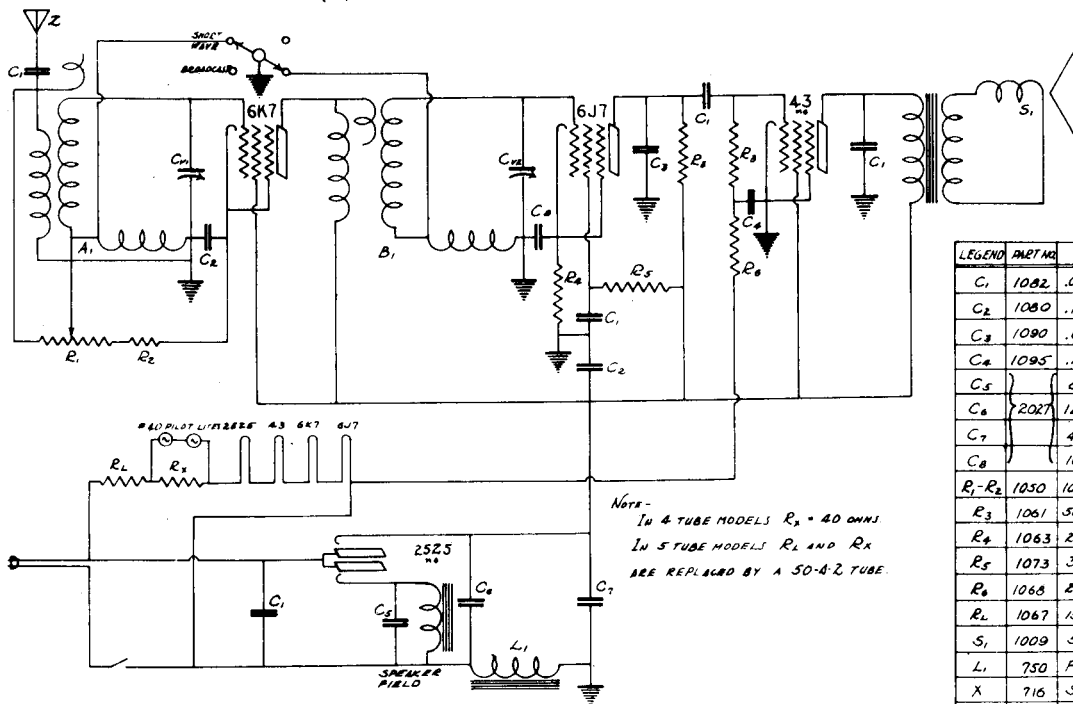 Z
SHORT
WAVE
BROADCAST
C1
6K7
6J7
43
S1
CV1
CV2
C3
R3
R3
C1
C1
C4
A1
C2
B1
C8
R4
R5
R6
C1
C2
R1
R2
#40 PILOT LITES 25Z5 43 6K7 6J7
RL
RX
NOTE-
IN 4 TUBE MODELS RX = 40 OHMS.
IN 5 TUBE MODELS RL AND RX
ARE REPLACED BY A 50-A-2 TUBE.
25Z5
C1
C5
C6
C7
L1
SPEAKER
FIELD
LEGEND PART NO.
C1 1082
C2 1080
C3 1090
C4 1095
C5
C6 2027
C7
C8
R1-R2 1050
R3 1061
R4 1063
R5 1073
R6 1068
RL 1067
S1 1009
L1 750
X 716